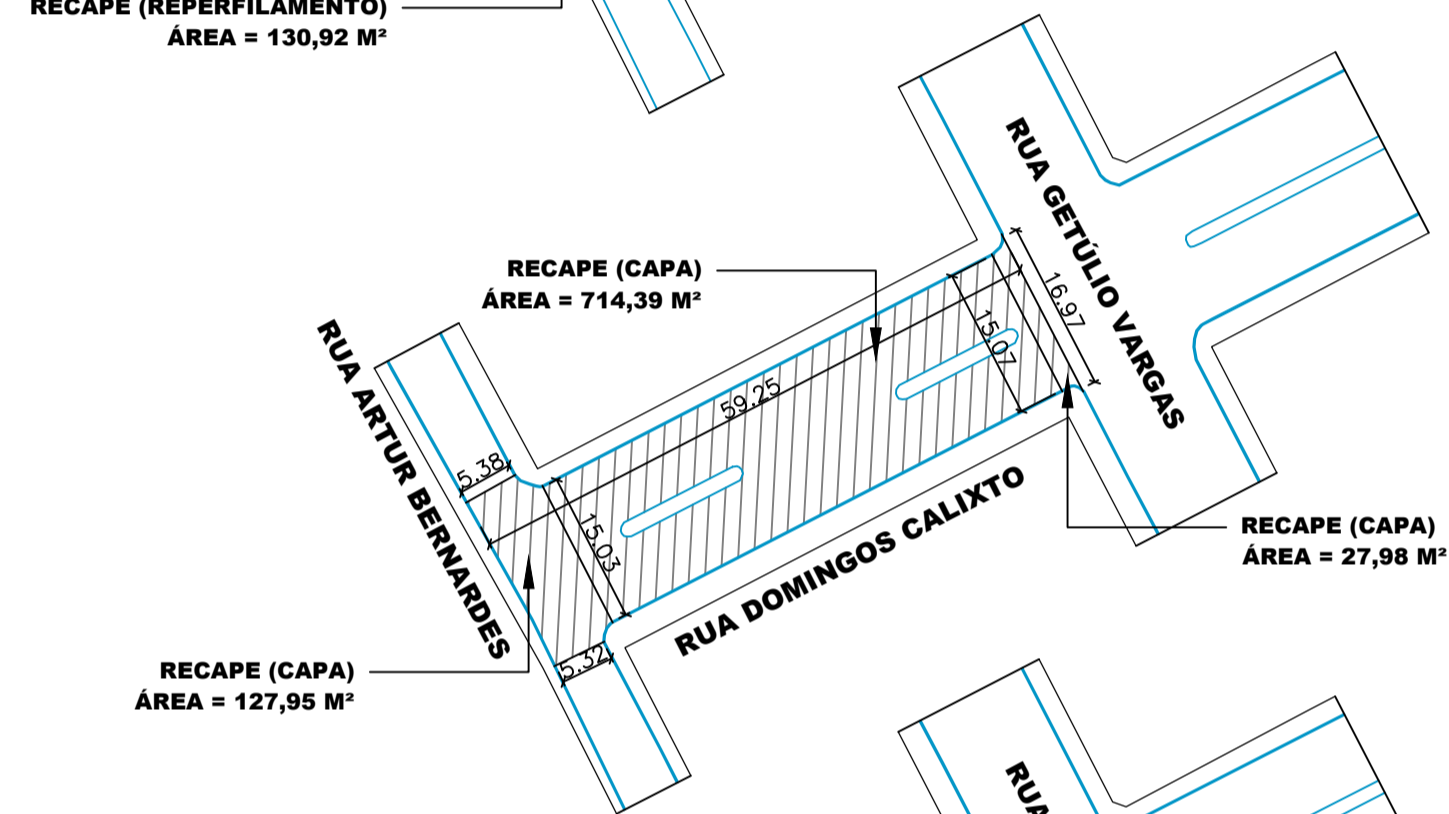 RECAPE (REPERFILAMENTO)
ÁREA = 130,92 M²
RUA GETÚLIO VARGAS
RECAPE (CAPA)
ÁREA = 714,39 M²
16.97
15.07
59.25
RUA ARTUR BERNARDES
5.38
15.03
RUA DOMINGOS CALIXTO
RECAPE (CAPA)
ÁREA = 27,98 M²
5.32
RECAPE (CAPA)
ÁREA = 127,95 M²
RUA